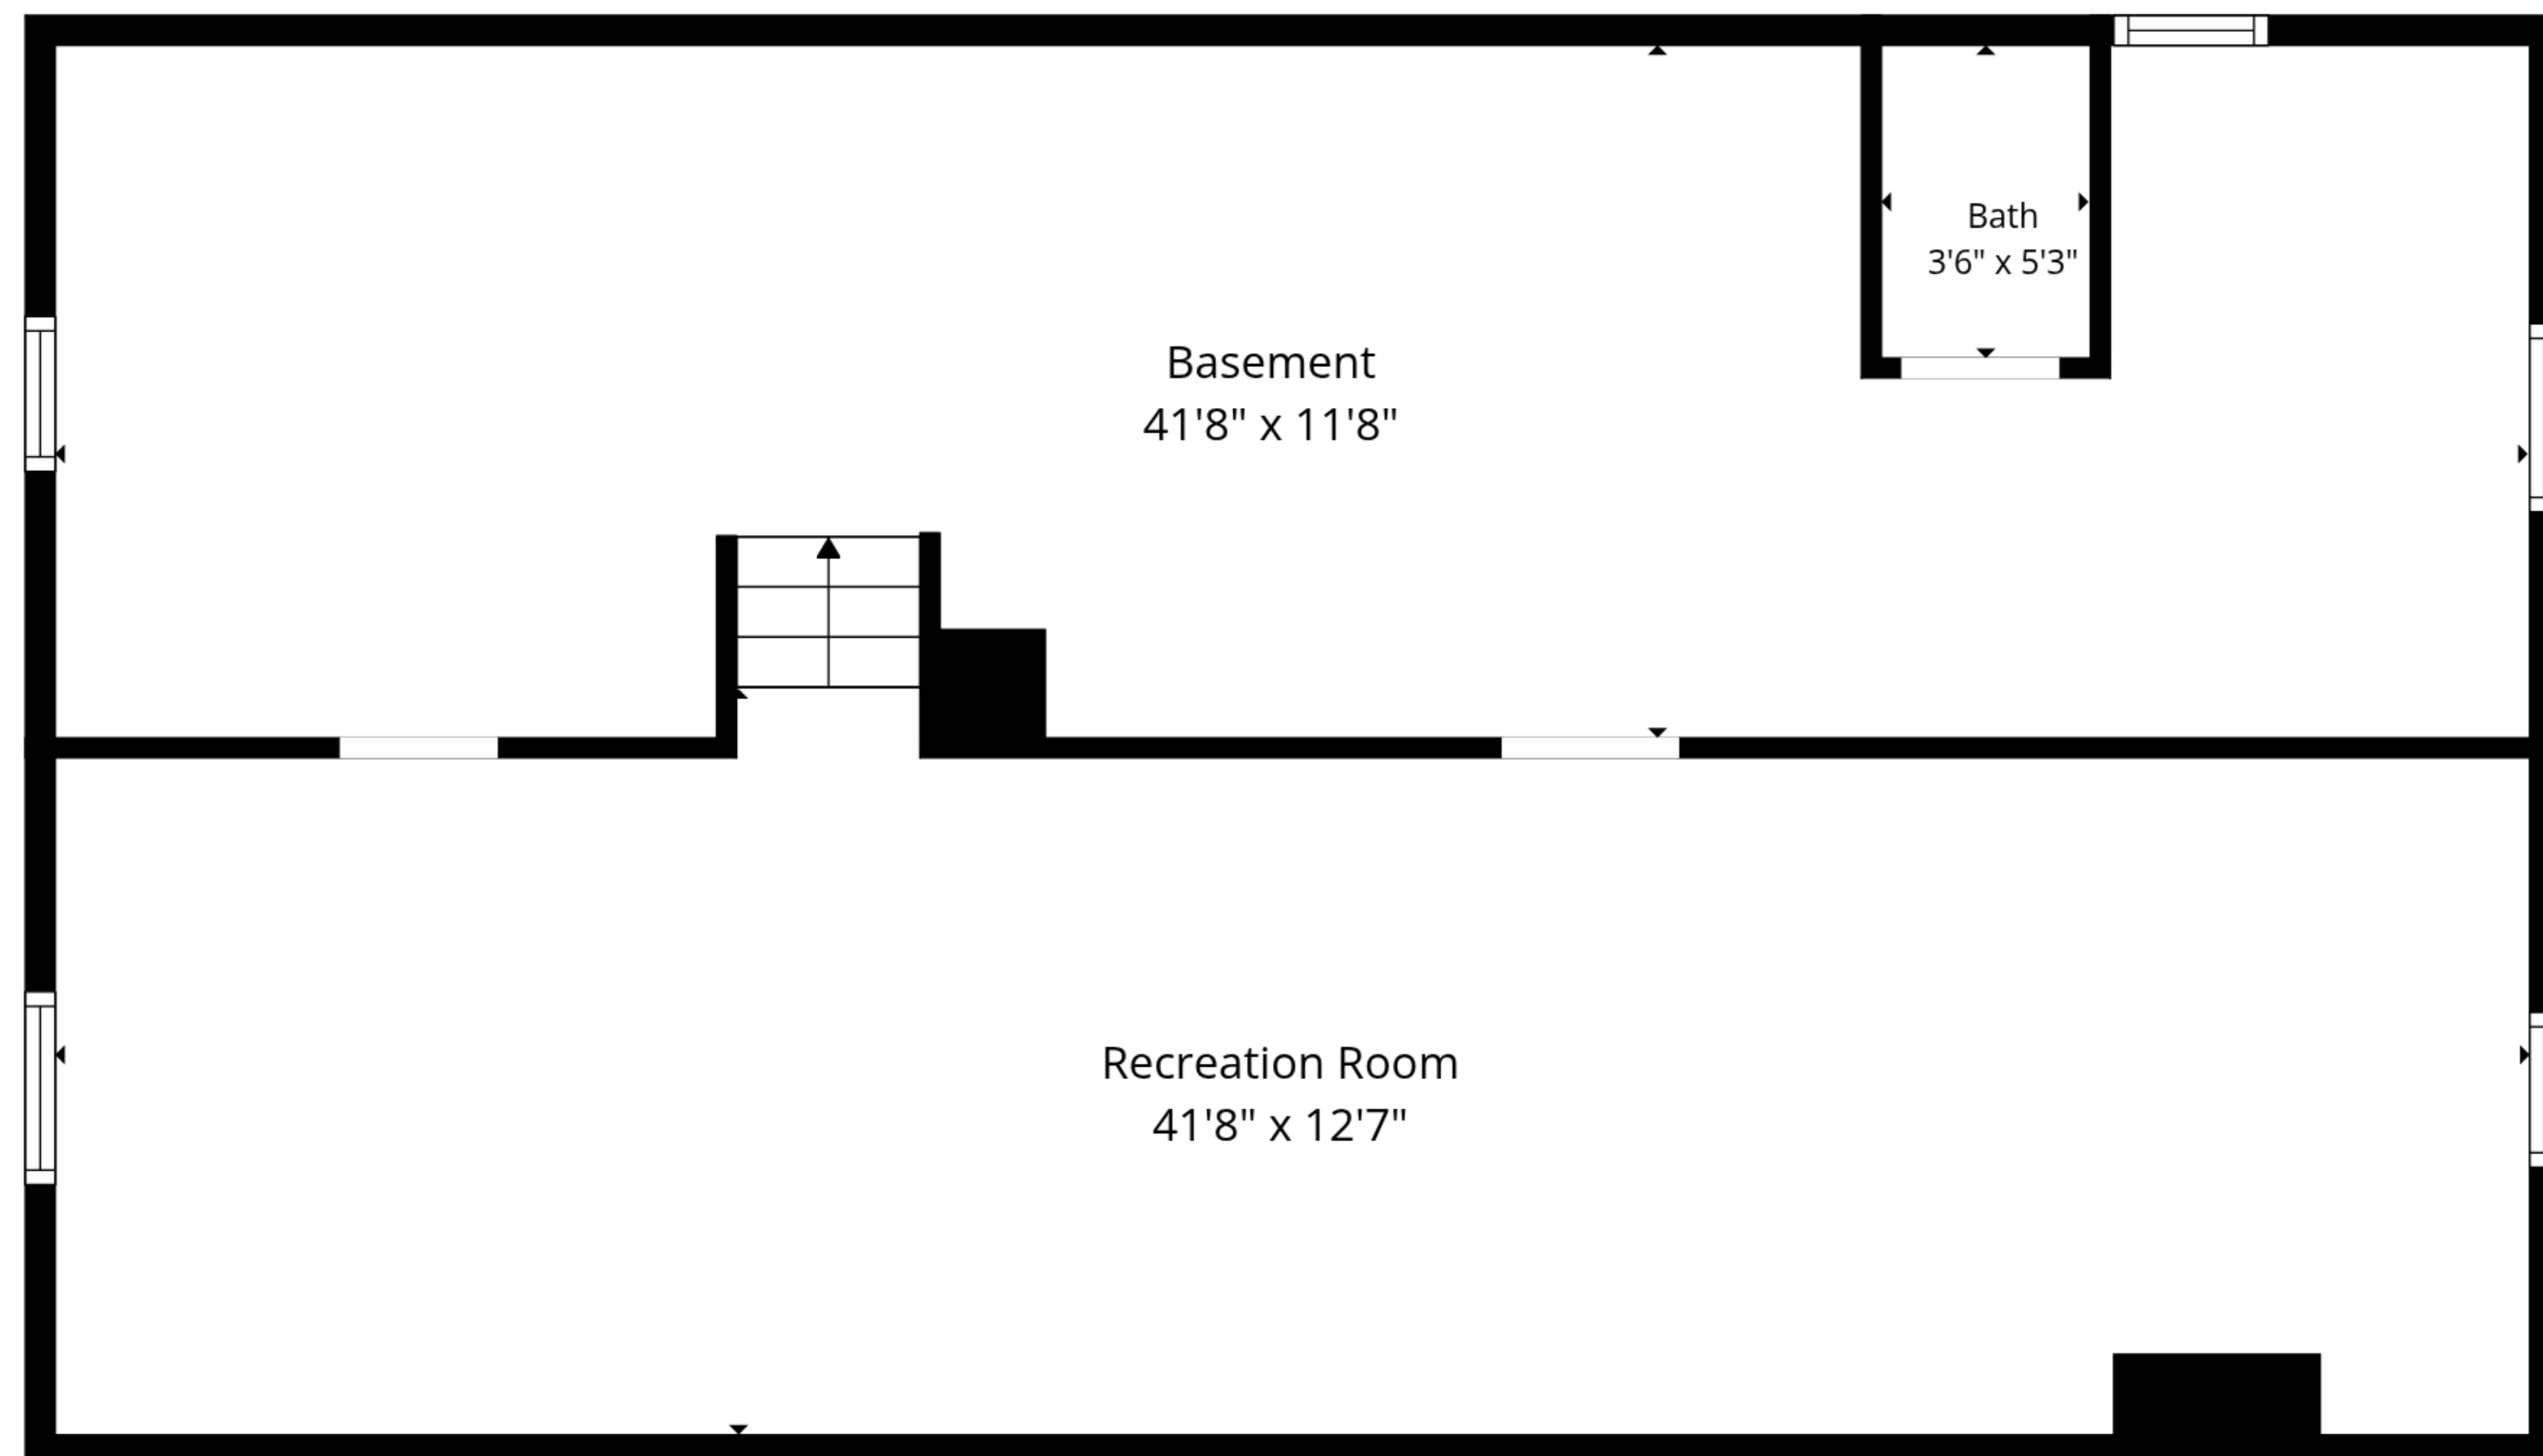 Bath
3'6" x 5'3"
Basement
41'8" x 11'8"
Recreation Room
41'8" x 12'7"